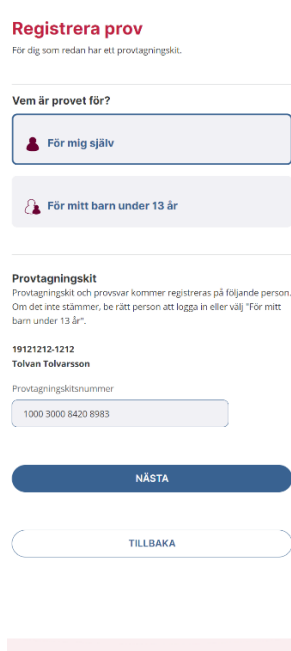 Registrera prov
För dig som redan har ett provtagningskit.
Vem är provet för?
För mig själv
För mitt barn under 13 år
Provtagningskit
Provtagningskit och provsvar kommer registreras på följande person.
Om det inte stämmer, be rätt person att logga in eller välj "För mitt
barn under 13 år".
19121212-1212
Tolvan Tolvarsson
Provtagningskitsnummer
1000 3000 8420 8983
NÄSTA
TILLBAKA